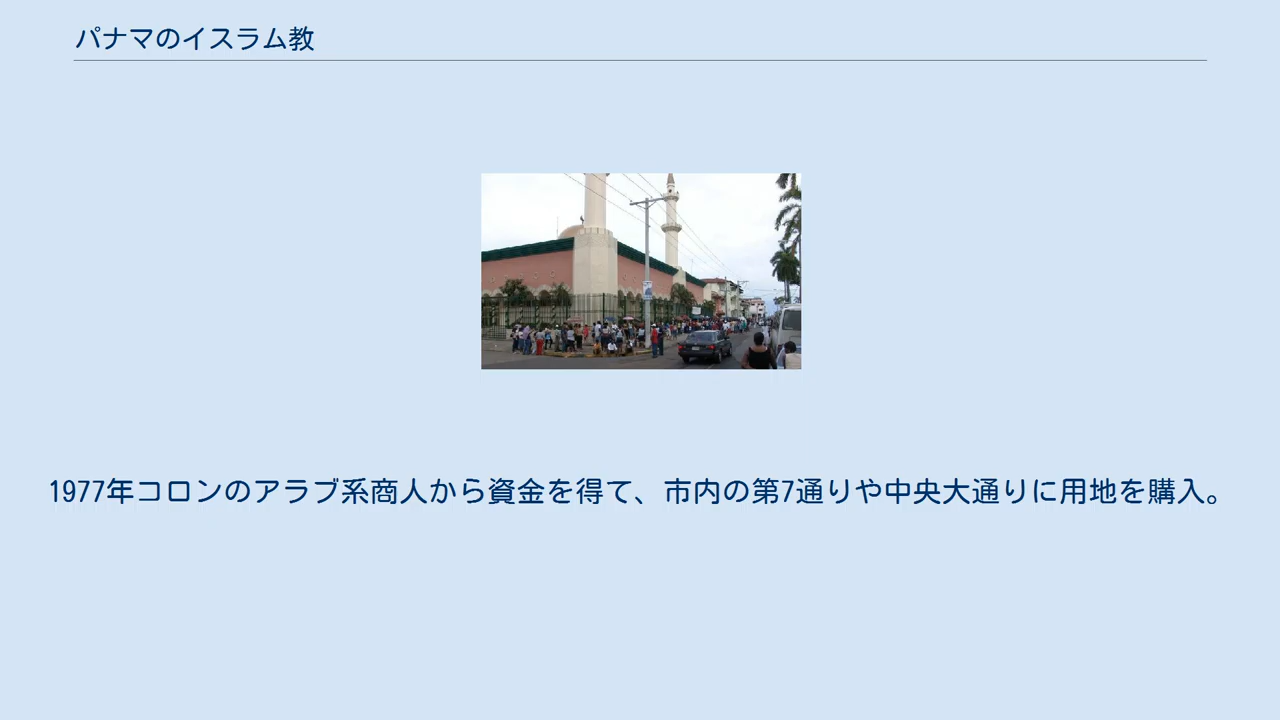 パナマのイスラム教
1977年コロンのアラブ系商人から資金を得て、市内の第7通りや中央大通りに用地を購入。